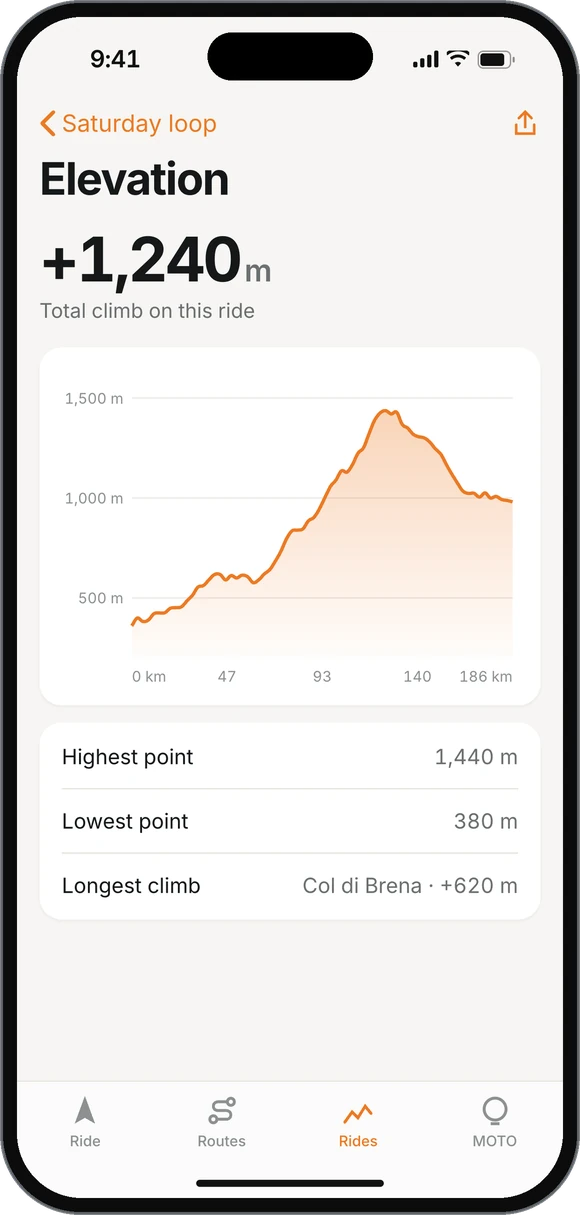 9:41
Saturday loop
Elevation
+1,240 m
Total climb on this ride
1,500 m
1,000 m
500 m
0 km 47 93 140 186 km
Highest point 1,440 m
Lowest point 380 m
Longest climb Col di Brena · +620 m
Ride Routes Rides MOTO